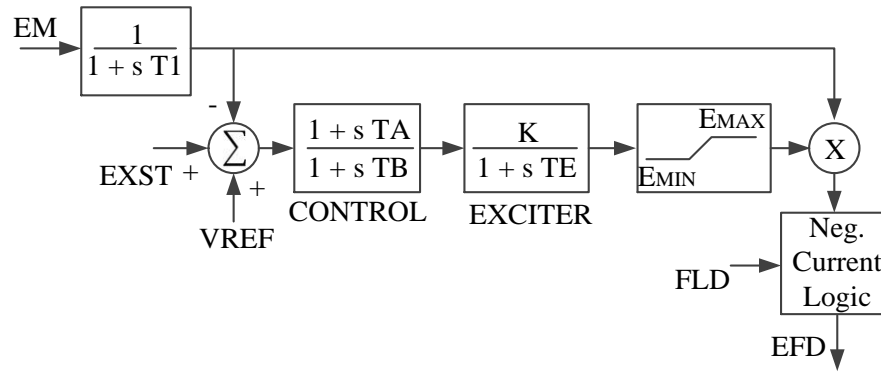 EM
1
1 + s T1
-
EXST +
∑
+
VREF
1 + s TA
1 + s TB
CONTROL
K
1 + s TE
EXCITER
EMAX
EMIN
X
Neg.
Current
Logic
FLD
EFD